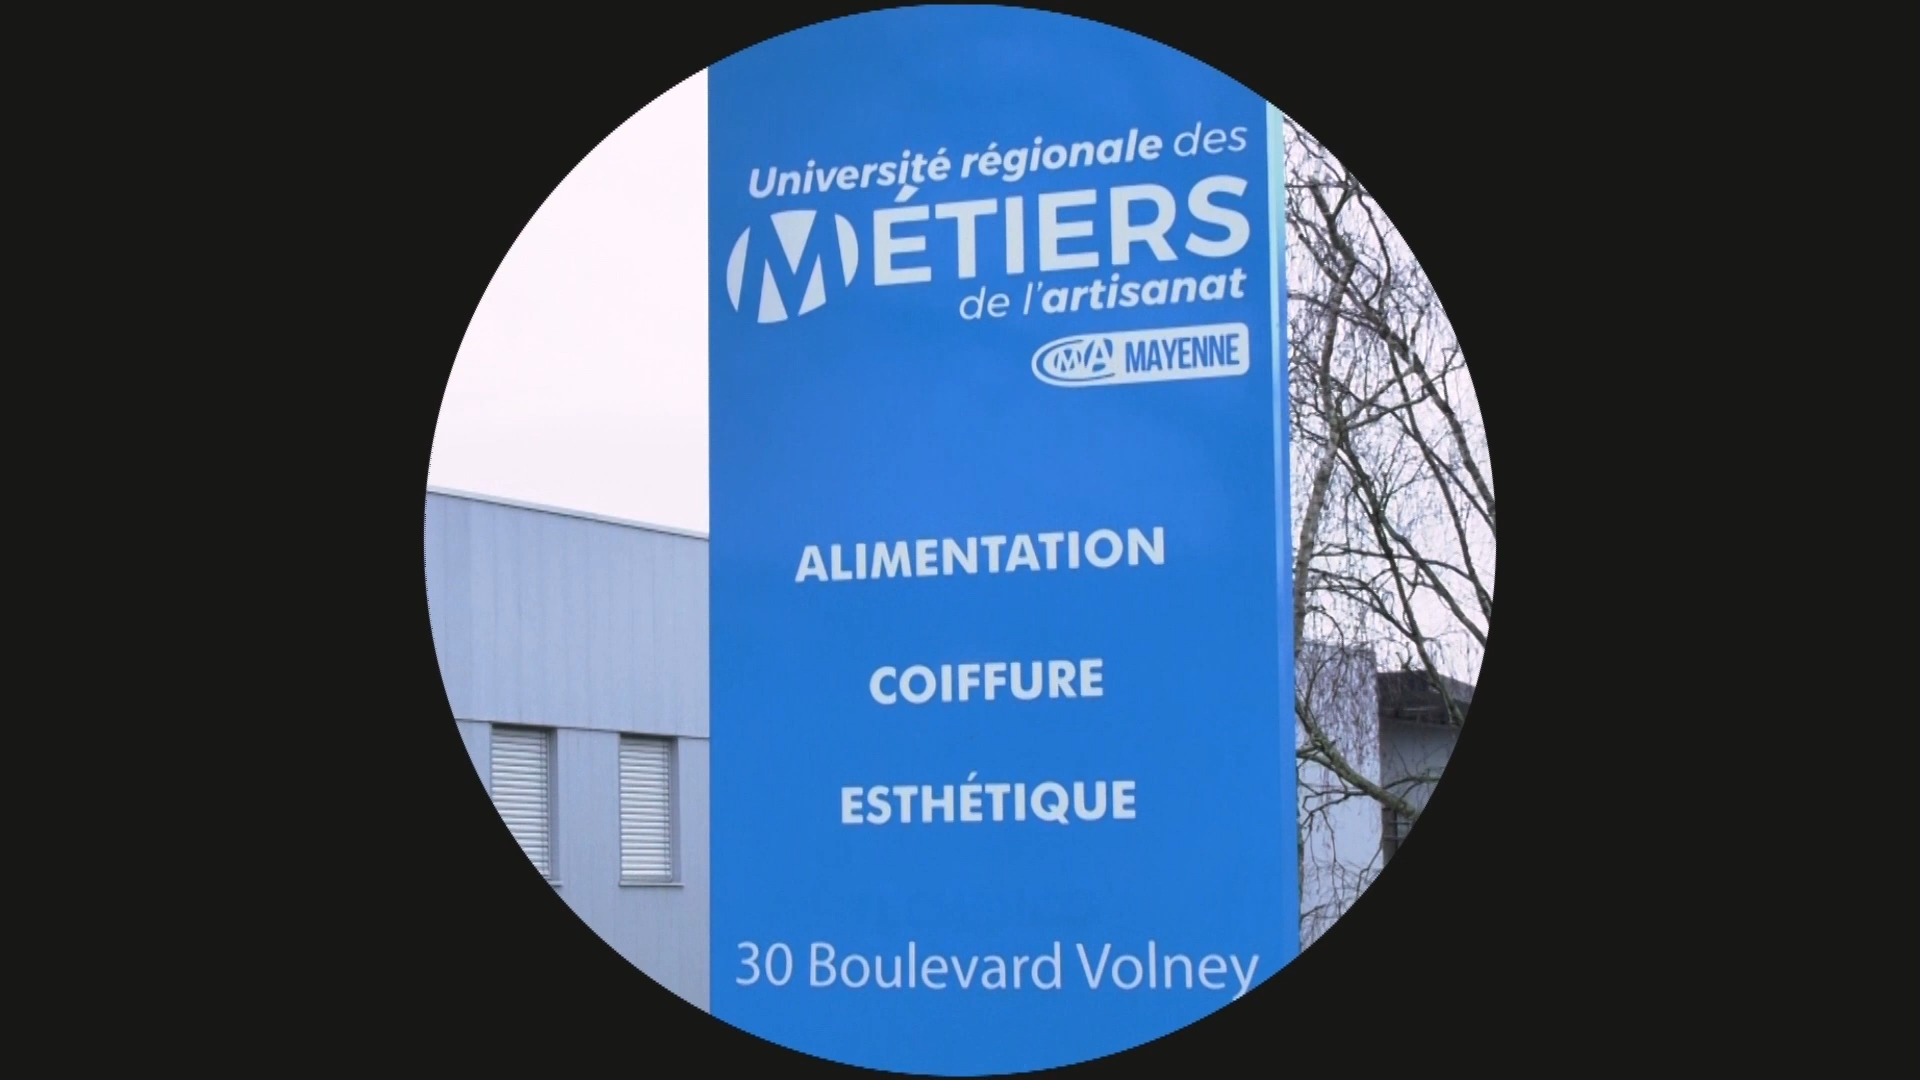 Université régionale des
MÉTIERS
de l'artisanat
CMA MAYENNE
ALIMENTATION
COIFFURE
ESTHÉTIQUE
30 Boulevard Volney